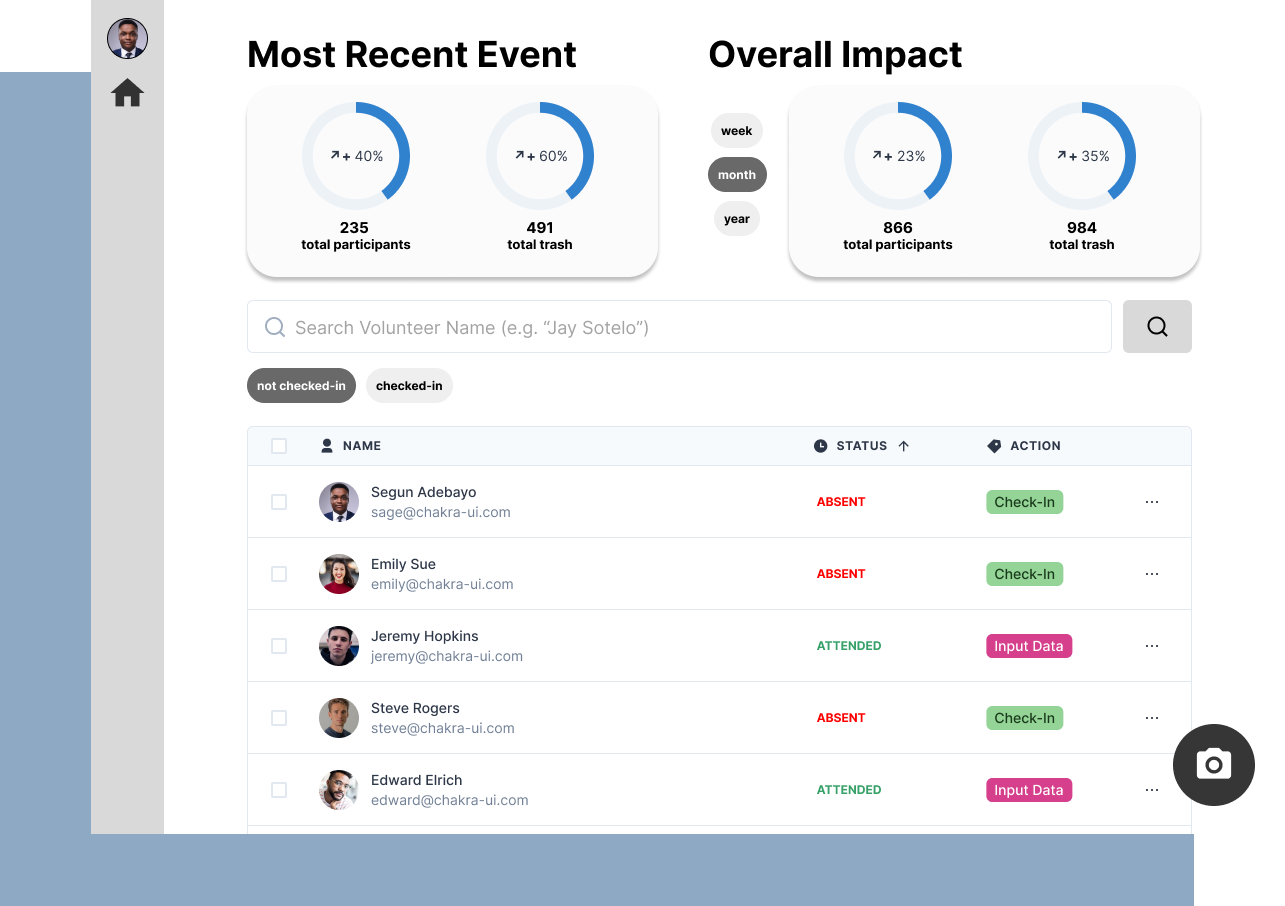 Most Recent Event
Overall Impact
+ 40%
235
total participants
+ 60%
491
total trash
week
month
year
+ 23%
866
total participants
+ 35%
984
total trash
Search Volunteer Name (e.g. “Jay Sotelo”)
not checked-in
checked-in
NAME
STATUS
ACTION
Segun Adebayo
sage@chakra-ui.com
ABSENT
Check-In
Emily Sue
emily@chakra-ui.com
ABSENT
Check-In
Jeremy Hopkins
jeremy@chakra-ui.com
ATTENDED
Input Data
Steve Rogers
steve@chakra-ui.com
ABSENT
Check-In
Edward Elrich
edward@chakra-ui.com
ATTENDED
Input Data